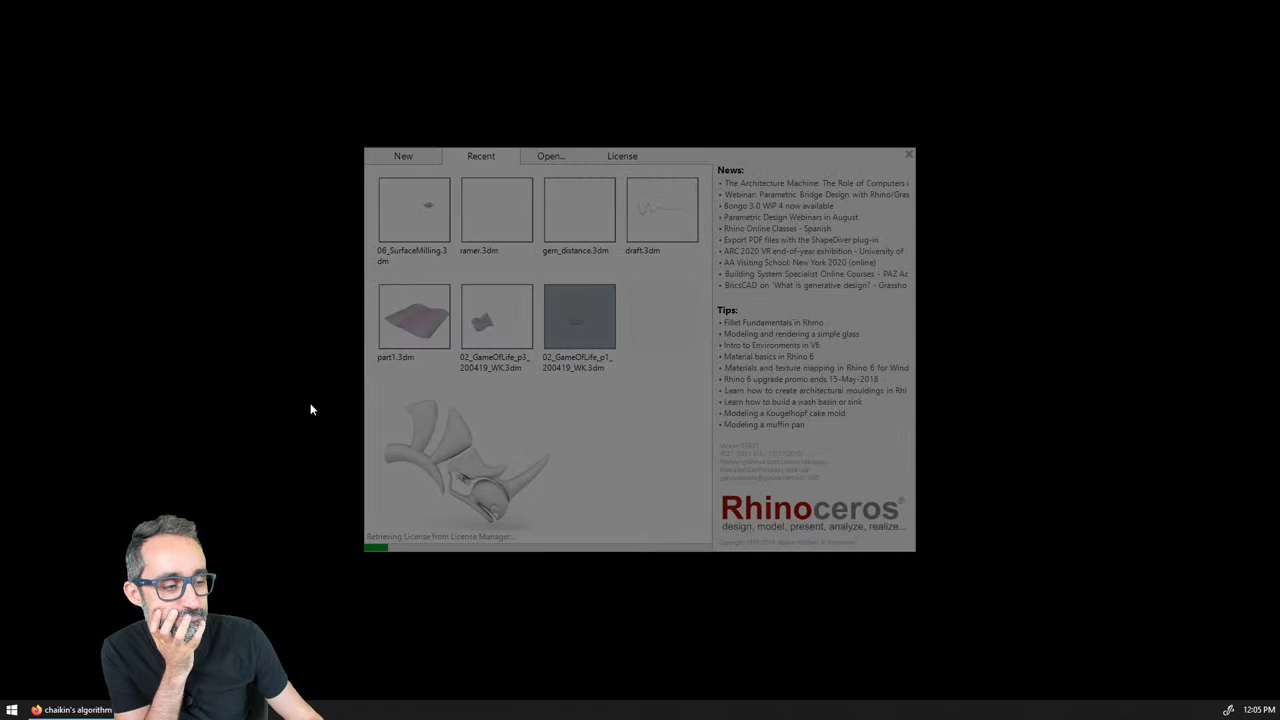 New
Recent
Open...
License
06_SurfaceMilling.3
dm
ramer.3dm
gem_distance.3dm
draft.3dm
part1.3dm
02_GameOfLife_p3_
200419_WK.3dm
02_GameOfLife_p1_
200419_WK.3dm
Retrieving License from License Manager...
News:
• The Architecture Machine: The Role of Computers i
• Webinar: Parametric Bridge Design with Rhino/Gras
• Bongo 3.0 WIP 4 now available
• Parametric Design Webinars in August
• Rhino Online Classes - Spanish
• Export PDF files with the ShapeDiver plug-in
• ARC 2020 VR end-of-year exhibition - University of
• AA Visiting School: New York 2020 (online)
• Building System Specialist Online Courses - PAZ Ac
• BricsCAD on 'What is generative design? - Grassho
Tips:
• Fillet Fundamentals in Rhino
• Modeling and rendering a simple glass
• Intro to Environments in V6
• Material basics in Rhino 6
• Materials and texture mapping in Rhino 6 for Wind
• Rhino 6 upgrade promo ends 15-May-2018
• Learn how to create architectural mouldings in Rhi
• Learn how to build a wash basin or sink
• Modeling a Kougelhopf cake mold
• Modeling a muffin pan
Rhinoceros®
design, model, present, analyze, realize...
chaikin's algorithm
12:05 PM